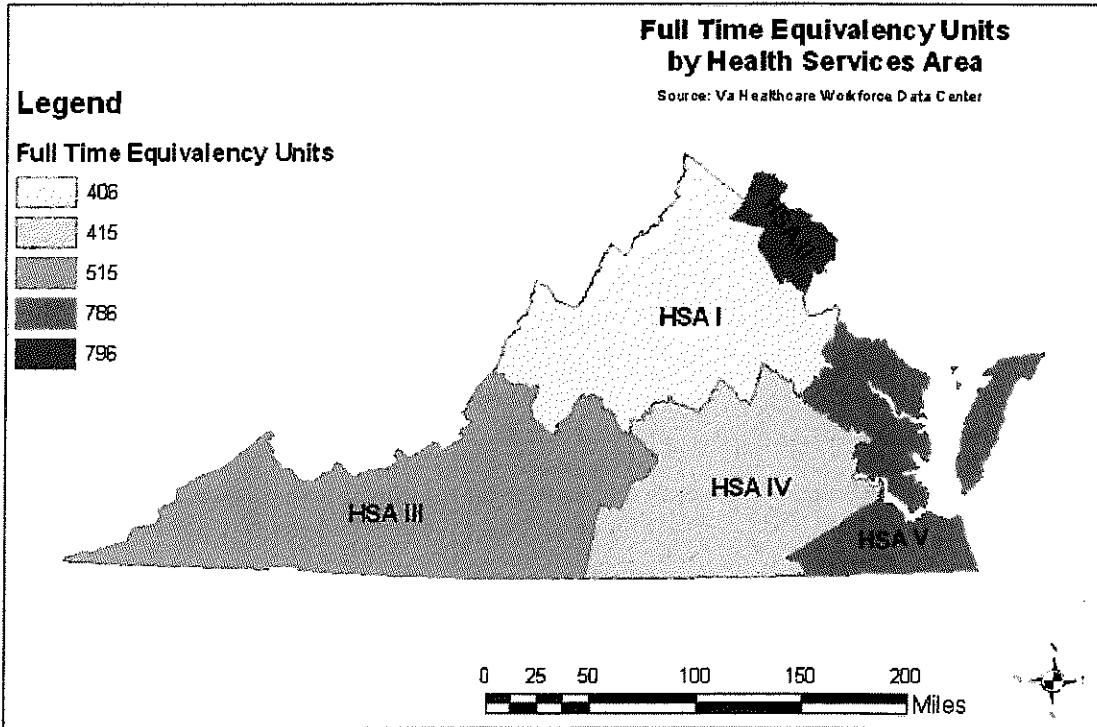 Full Time Equivalency Units
by Health Services Area
Source: Va Healthcare Workforce Data Center
Legend
Full Time Equivalency Units
406
415
515
786
796
HSA I
HSA IV
HSA III
HSA V
0 25 50 100 150 200
Miles